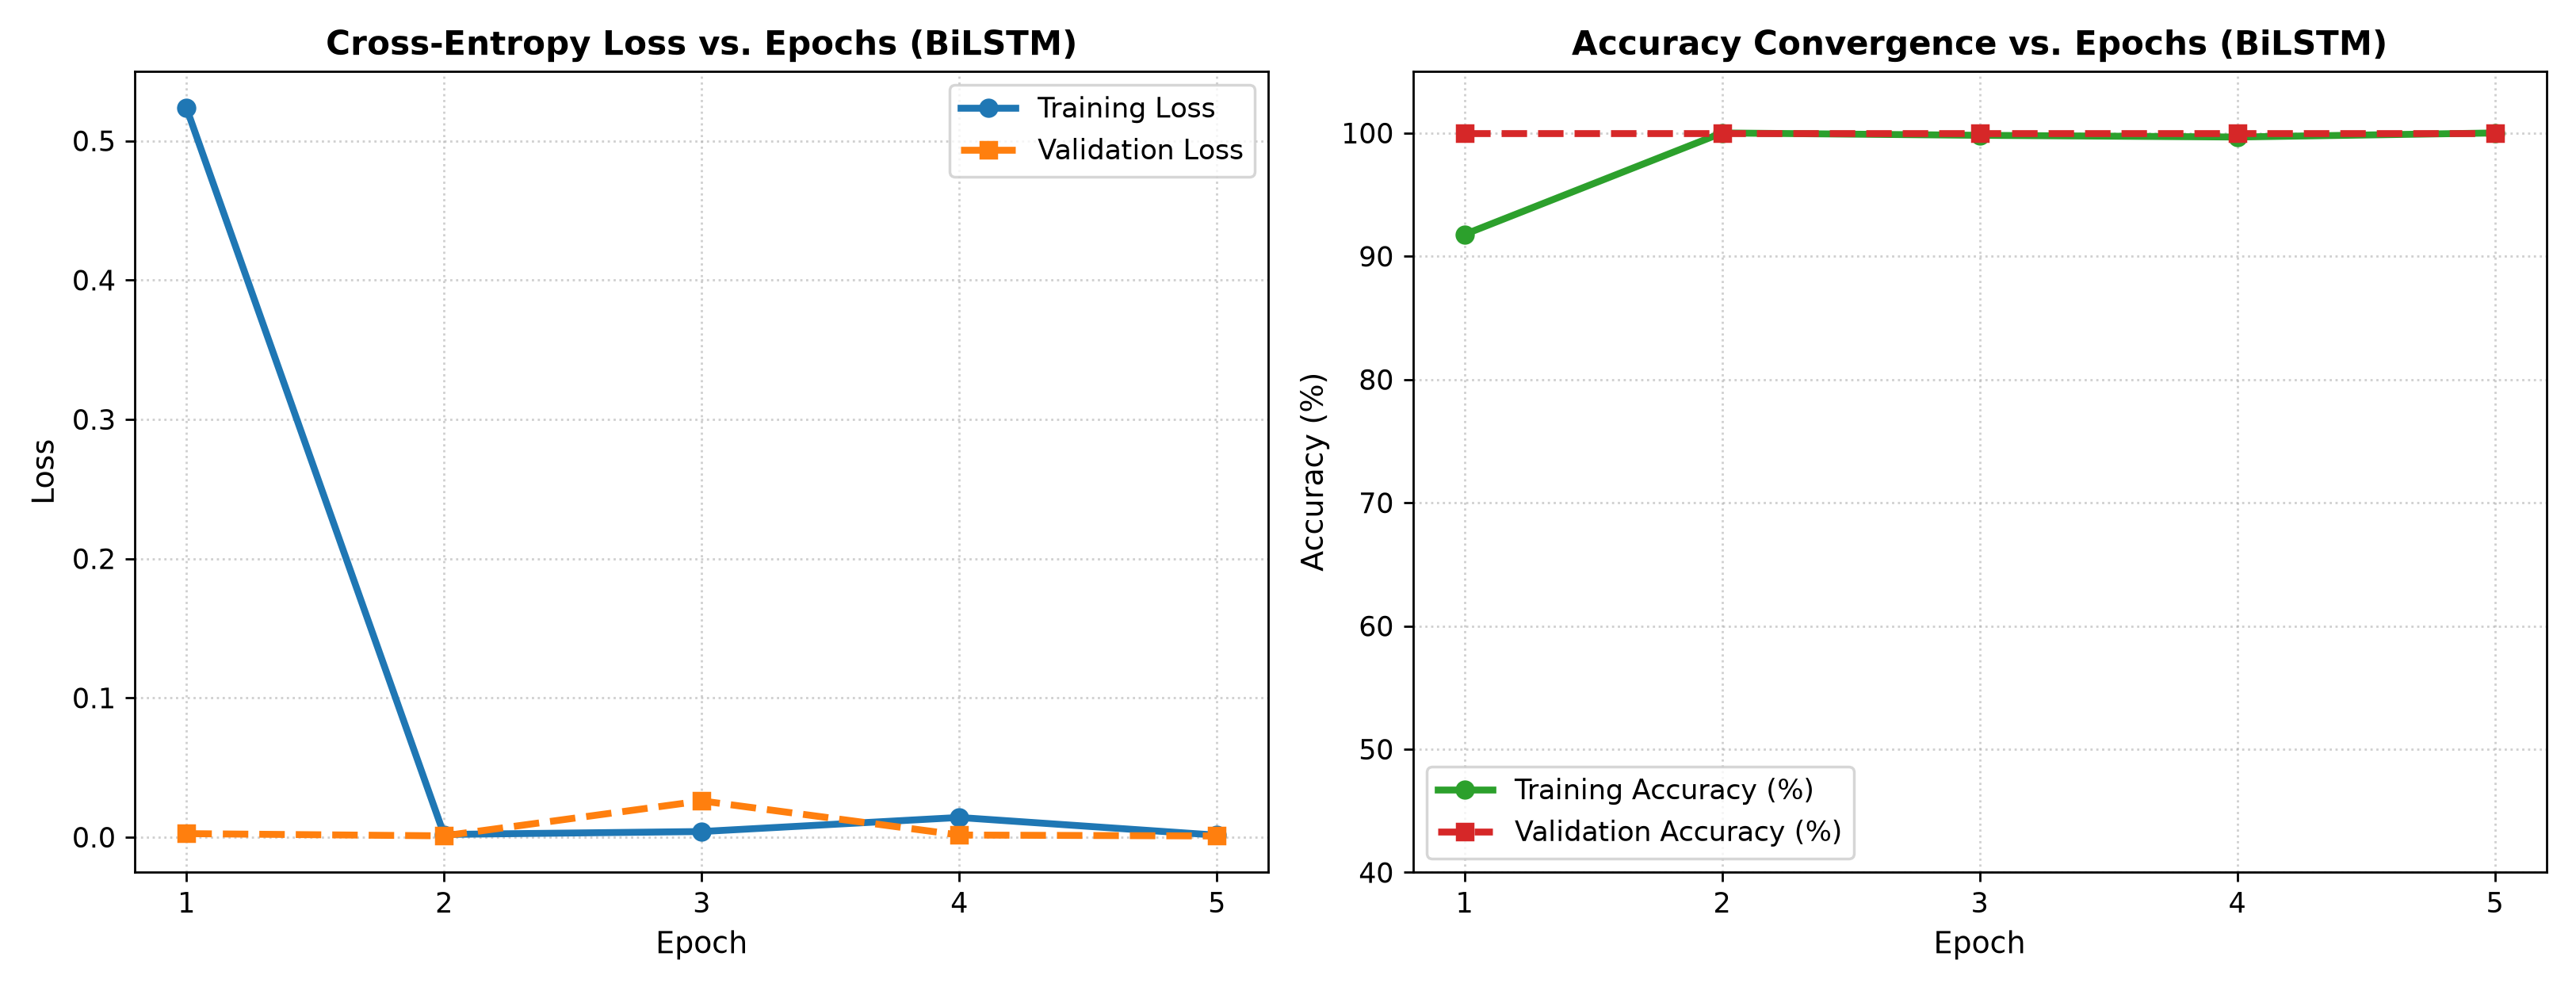 Cross-Entropy Loss vs. Epochs (BiLSTM)
Training Loss
Validation Loss
0.5
0.4
0.3
0.2
0.1
0.0
Loss
1 2 3 4 5
Epoch
Accuracy Convergence vs. Epochs (BiLSTM)
100
90
80
70
60
50
40
Accuracy (%)
Training Accuracy (%)
Validation Accuracy (%)
1 2 3 4 5
Epoch